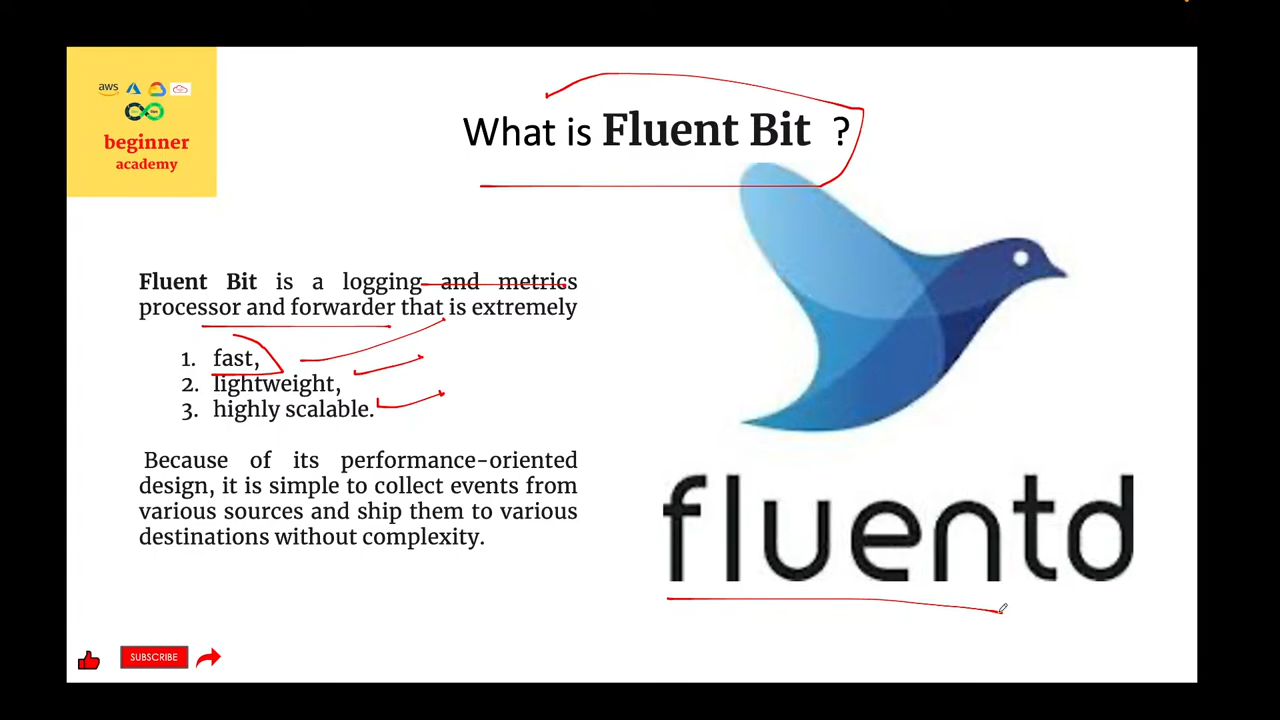 aws
beginner
academy
What is Fluent Bit ?
Fluent Bit is a logging and metrics
processor and forwarder that is extremely
1. fast,
2. lightweight,
3. highly scalable.
Because of its performance-oriented
design, it is simple to collect events from
various sources and ship them to various
destinations without complexity.
fluentd
SUBSCRIBE